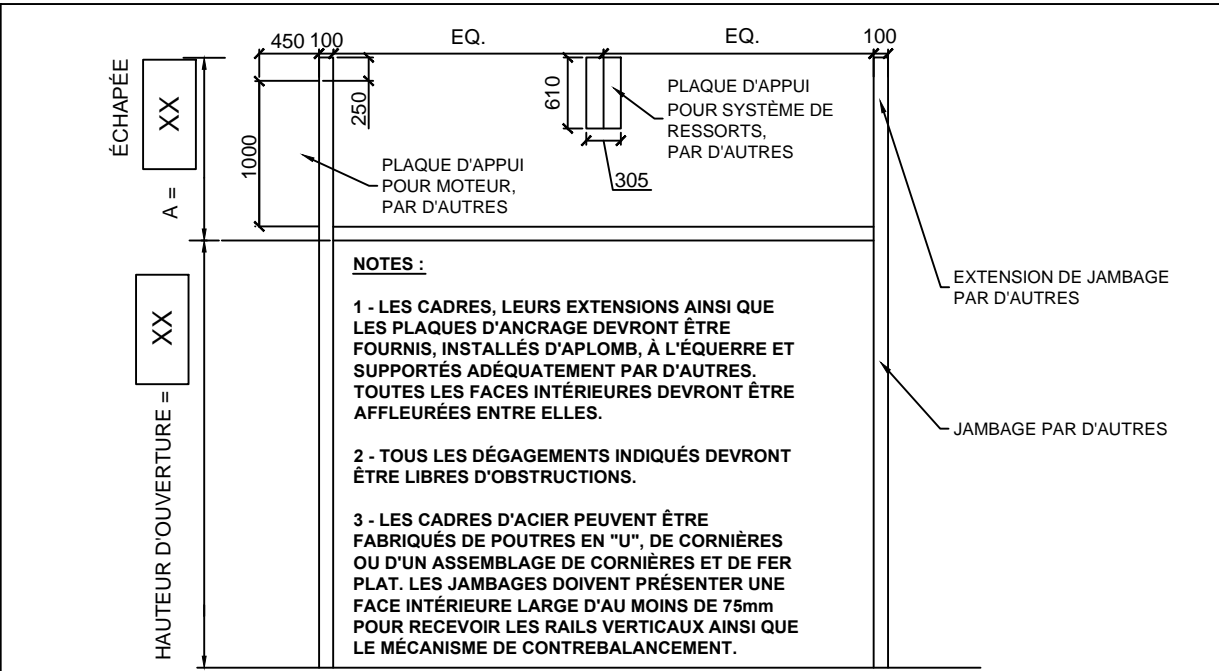 450 100
EQ.
EQ.
100
ÉCHAPÉE
XX
A =
1000
250
610
305
PLAQUE D'APPUI
POUR SYSTÈME DE
RESSORTS,
PAR D'AUTRES
PLAQUE D'APPUI
POUR MOTEUR,
PAR D'AUTRES
EXTENSION DE JAMBAGE
PAR D'AUTRES
JAMBAGE PAR D'AUTRES
XX
HAUTEUR D'OUVERTURE =
NOTES :
1 - LES CADRES, LEURS EXTENSIONS AINSI QUE
LES PLAQUES D'ANCRAGE DEVRONT ÊTRE
FOURNIS, INSTALLÉS D'APLOMB, À L'ÉQUERRE ET
SUPPORTÉS ADÉQUATEMENT PAR D'AUTRES.
TOUTES LES FACES INTÉRIEURES DEVRONT ÊTRE
AFFLEURÉES ENTRE ELLES.
2 - TOUS LES DÉGAGEMENTS INDIQUÉS DEVRONT
ÊTRE LIBRES D'OBSTRUCTIONS.
3 - LES CADRES D'ACIER PEUVENT ÊTRE
FABRIQUÉS DE POUTRES EN "U", DE CORNIÈRES
OU D'UN ASSEMBLAGE DE CORNIÈRES ET DE FER
PLAT. LES JAMBAGES DOIVENT PRÉSENTER UNE
FACE INTÉRIEURE LARGE D'AU MOINS DE 75mm
POUR RECEVOIR LES RAILS VERTICAUX AINSI QUE
LE MÉCANISME DE CONTREBALANCEMENT.